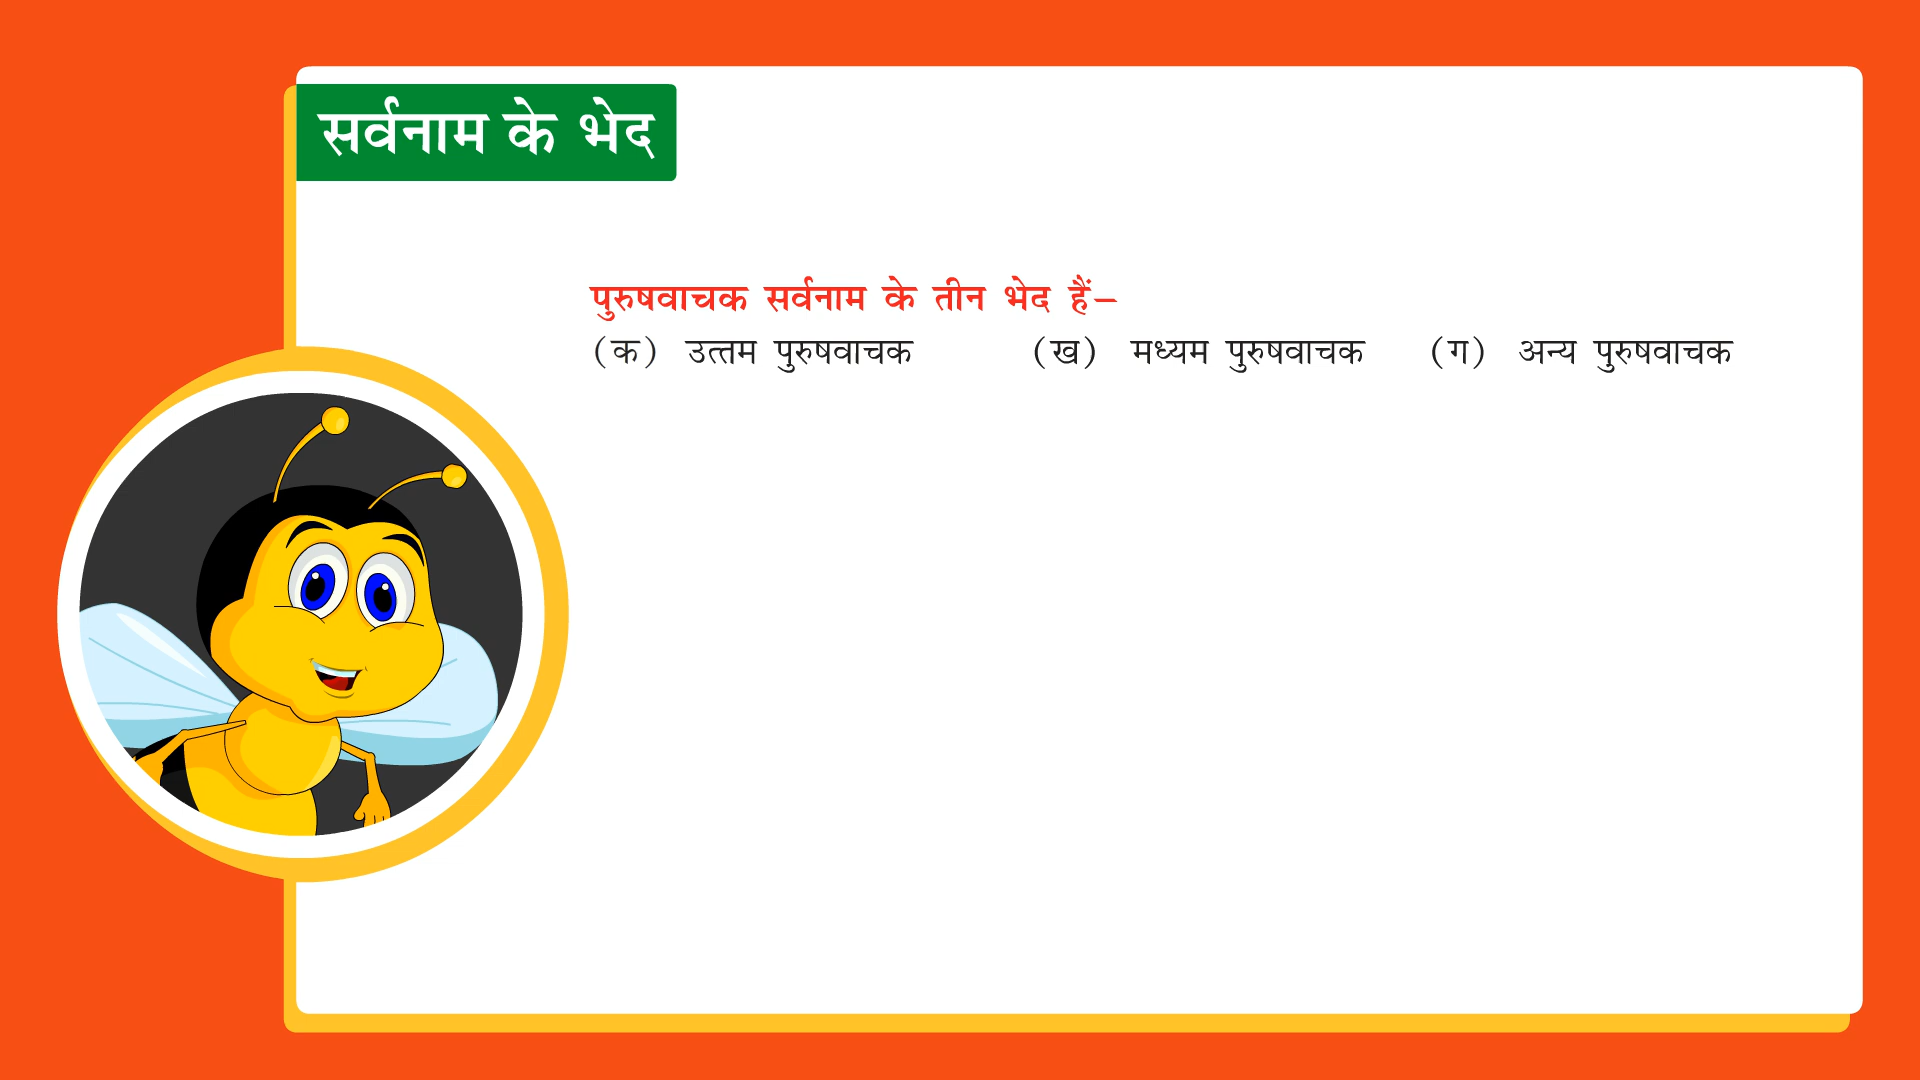 सर्वनाम के भेद
पुरुषवाचक सर्वनाम के तीन भेद हैं–
(क) उत्तम पुरुषवाचक (ख) मध्यम पुरुषवाचक (ग) अन्य पुरुषवाचक